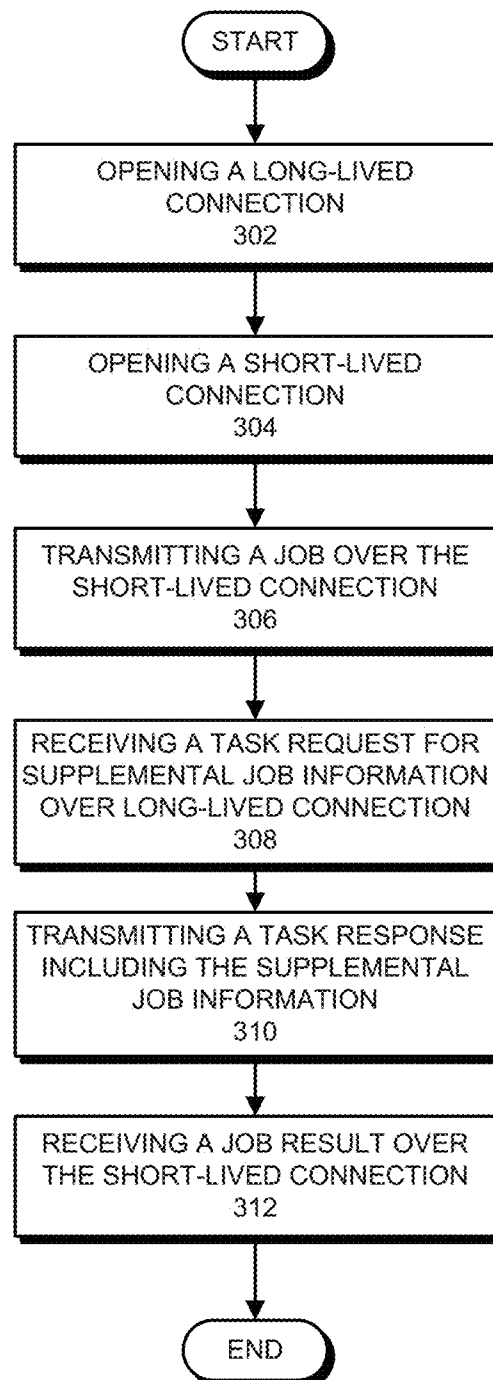 START
OPENING A LONG-LIVED
CONNECTION
302
OPENING A SHORT-LIVED
CONNECTION
304
TRANSMITTING A JOB OVER THE
SHORT-LIVED CONNECTION
306
RECEIVING A TASK REQUEST FOR
SUPPLEMENTAL JOB INFORMATION
OVER LONG-LIVED CONNECTION
308
TRANSMITTING A TASK RESPONSE
INCLUDING THE SUPPLEMENTAL
JOB INFORMATION
310
RECEIVING A JOB RESULT OVER
THE SHORT-LIVED CONNECTION
312
END